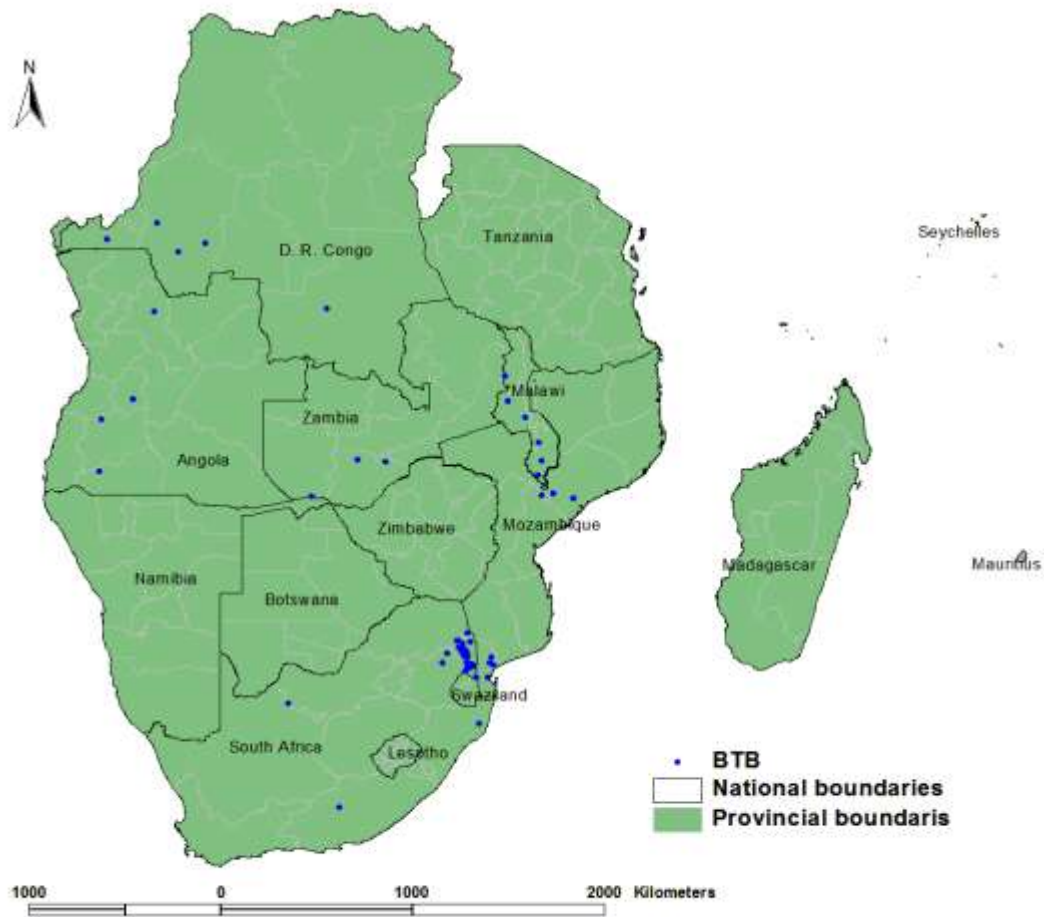 N
Seychelles
Tanzania
D. R. Congo
Malawi
Zambia
Angola
Mozambique
Zimbabwe
Mauritius
Madagascar
Namibia
Botswana
Swaziland
South Africa
Lesotho
BTB
National boundaries
Provincial boundaris
1000 0 1000 2000 Kilometers